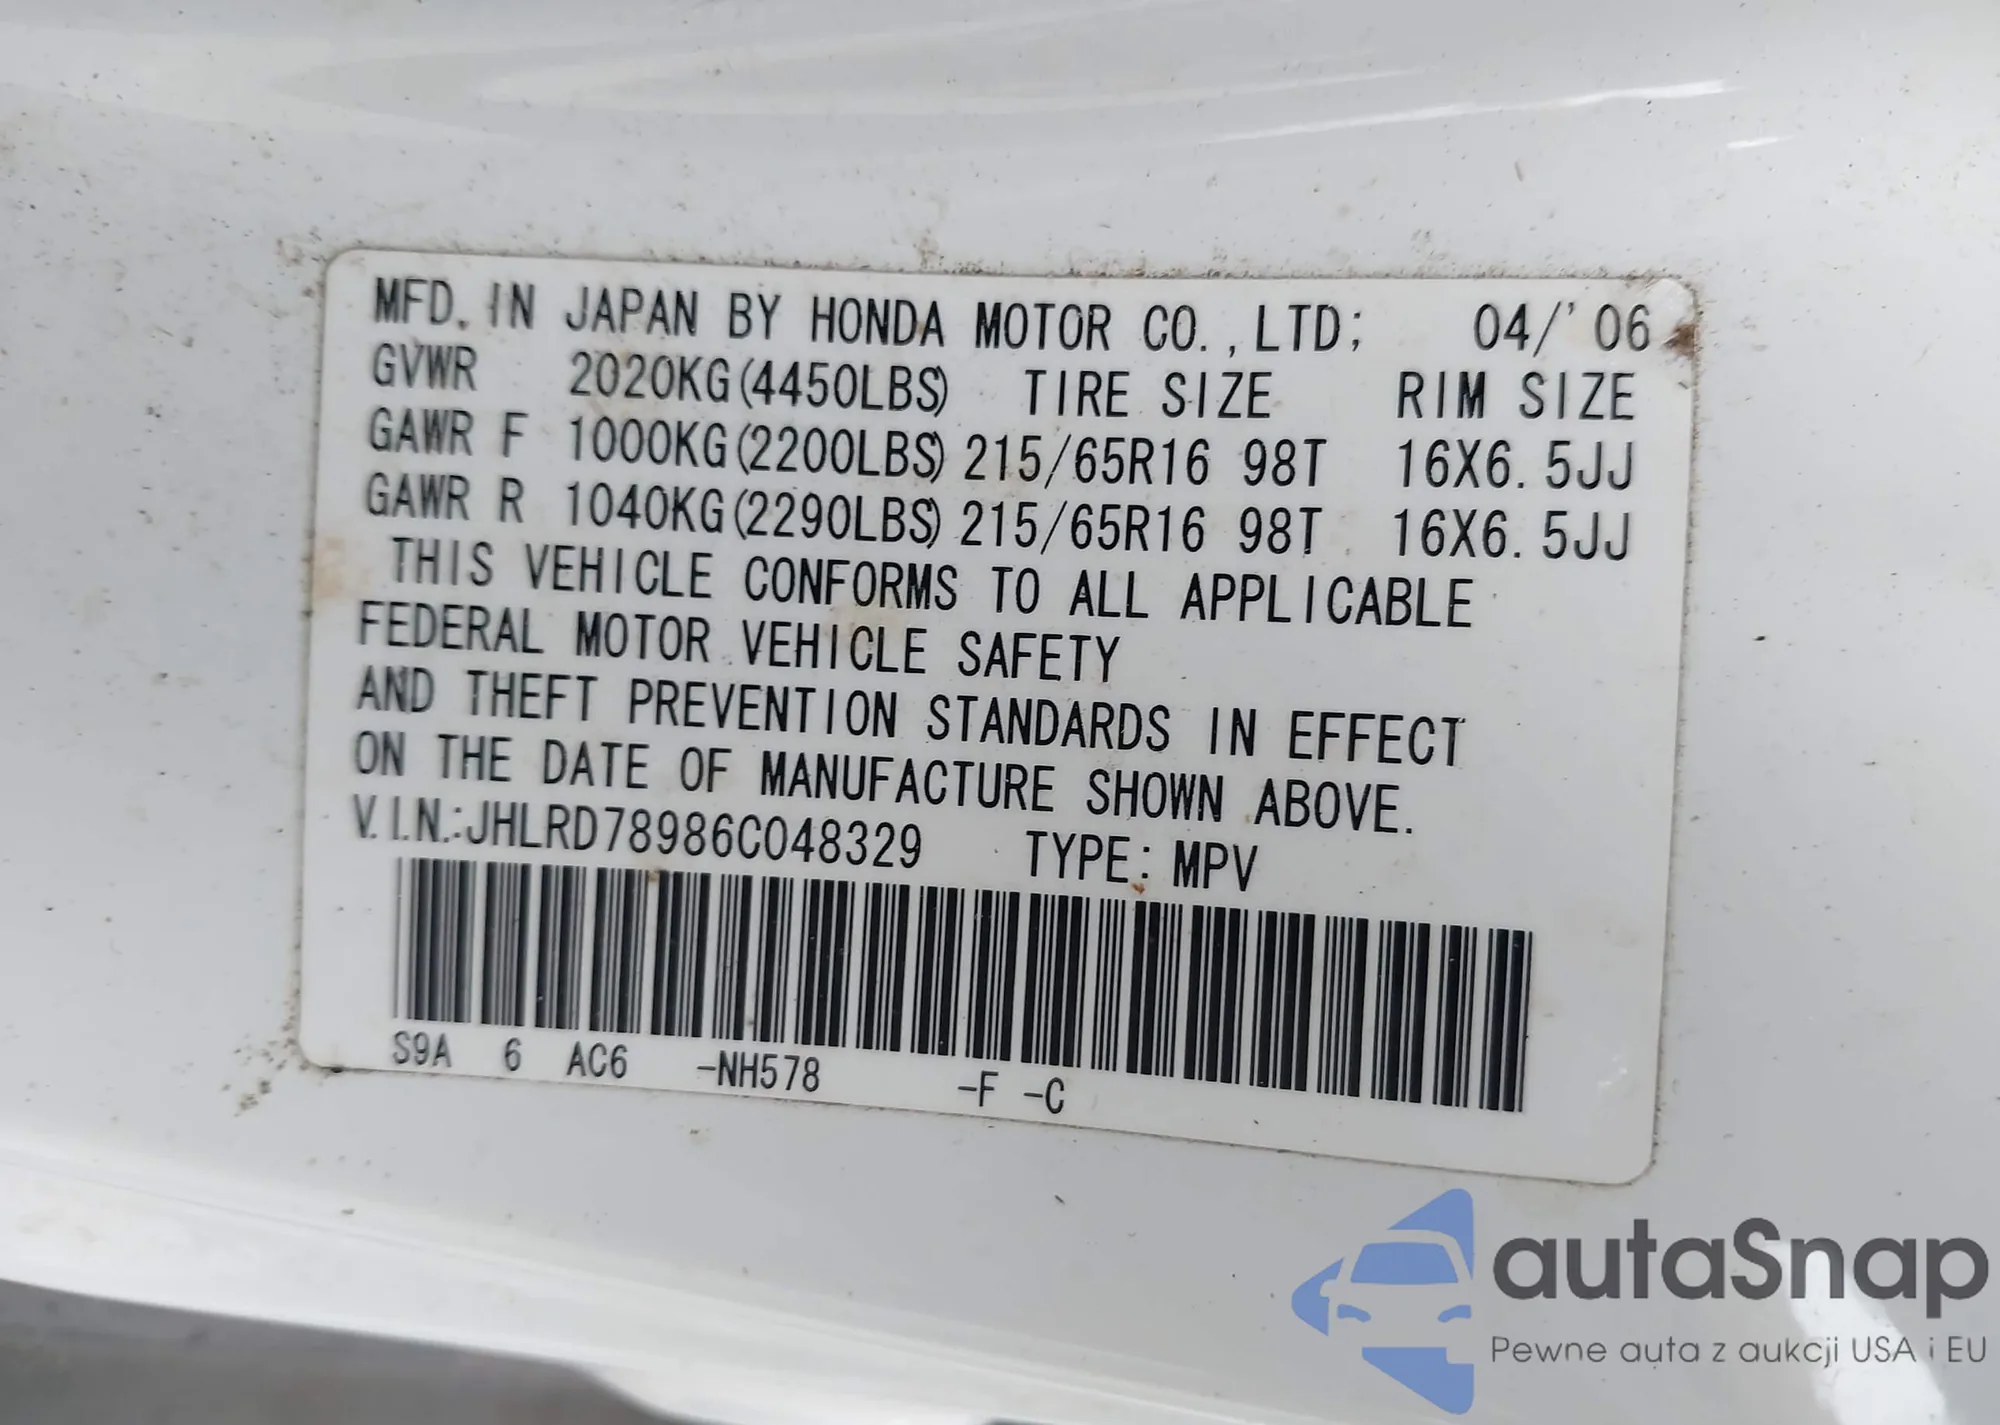 MFD. IN JAPAN BY HONDA MOTOR CO.,LTD; 04/'06
GVWR 2020KG(4450LBS) TIRE SIZE RIM SIZE
GAWR F 1000KG(2200LBS) 215/65R16 98T 16X6.5JJ
GAWR R 1040KG(2290LBS) 215/65R16 98T 16X6.5JJ
THIS VEHICLE CONFORMS TO ALL APPLICABLE
FEDERAL MOTOR VEHICLE SAFETY
AND THEFT PREVENTION STANDARDS IN EFFECT
ON THE DATE OF MANUFACTURE SHOWN ABOVE.
V.I.N.:JHLRD78986C048329 TYPE: MPV
S9A 6 AC6 -NH578 -F -C
autaSnap
Pewne auta z aukcji USA i EU